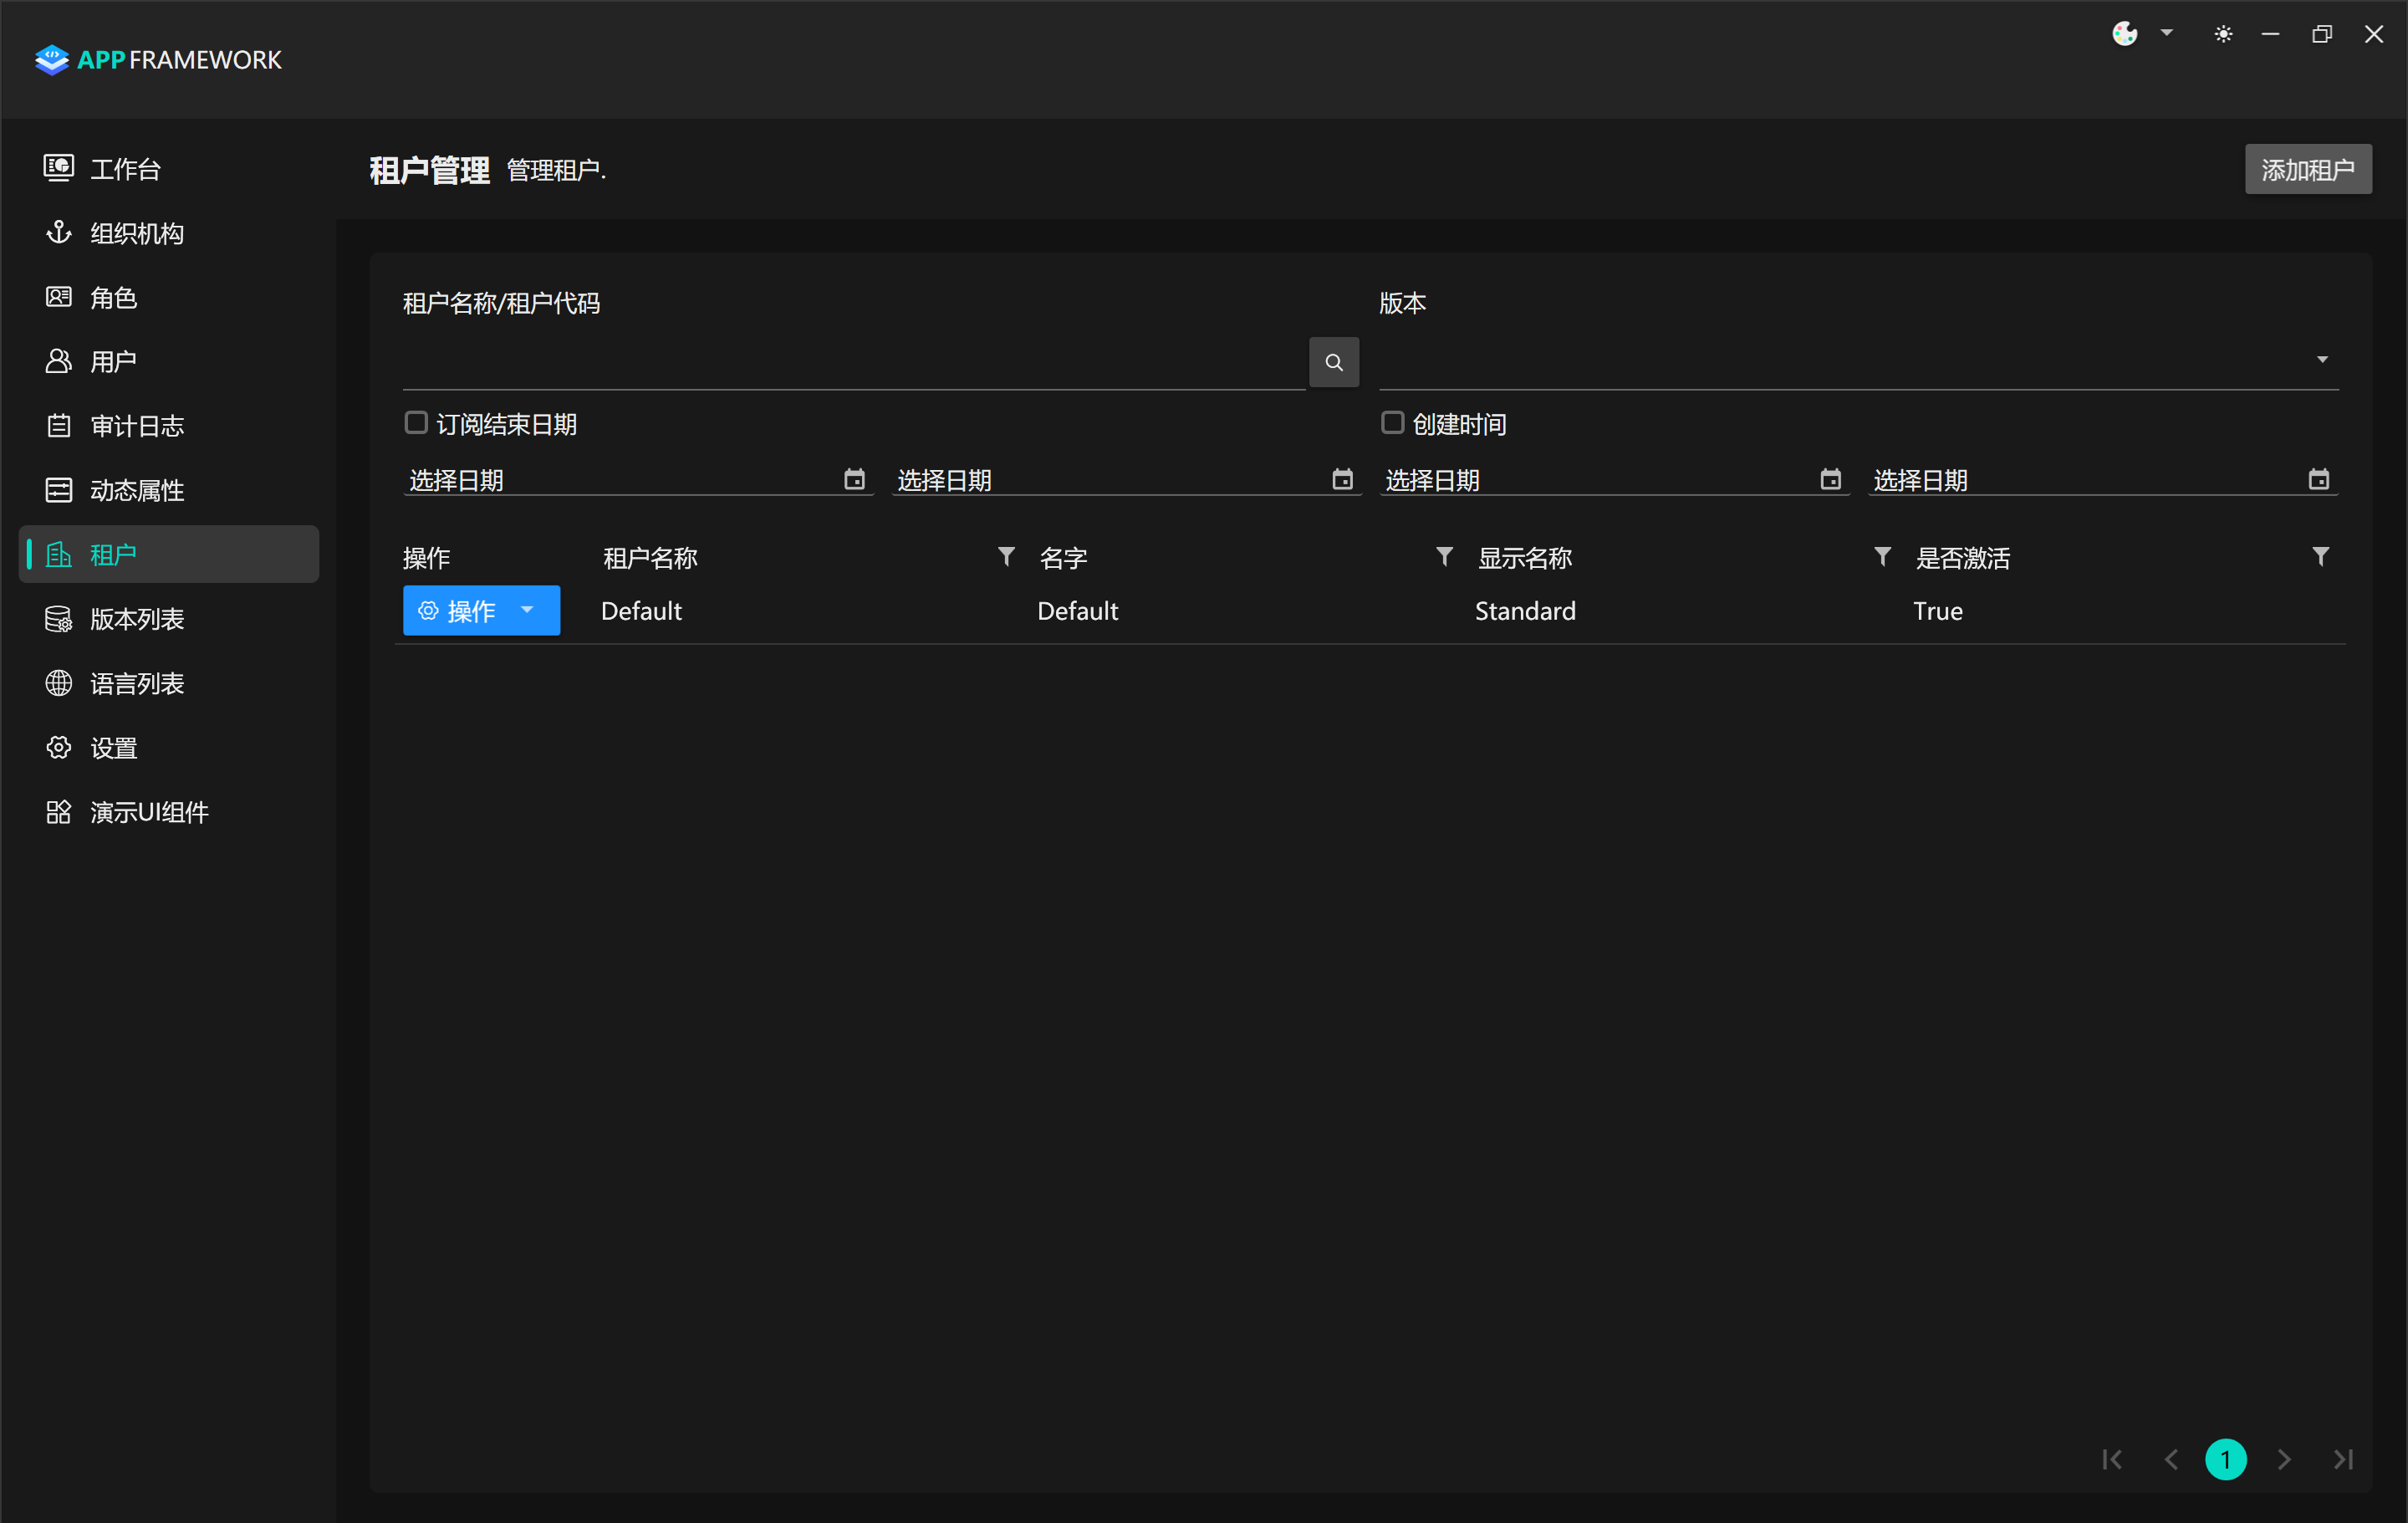 APP FRAMEWORK
工作台
组织机构
角色
用户
审计日志
动态属性
租户
版本列表
语言列表
设置
演示UI组件
租户管理 管理租户.
添加租户
租户名称/租户代码 版本
订阅结束日期 创建时间
选择日期 选择日期 选择日期 选择日期
操作 租户名称 名字 显示名称 是否激活
操作 Default Default Standard True
1